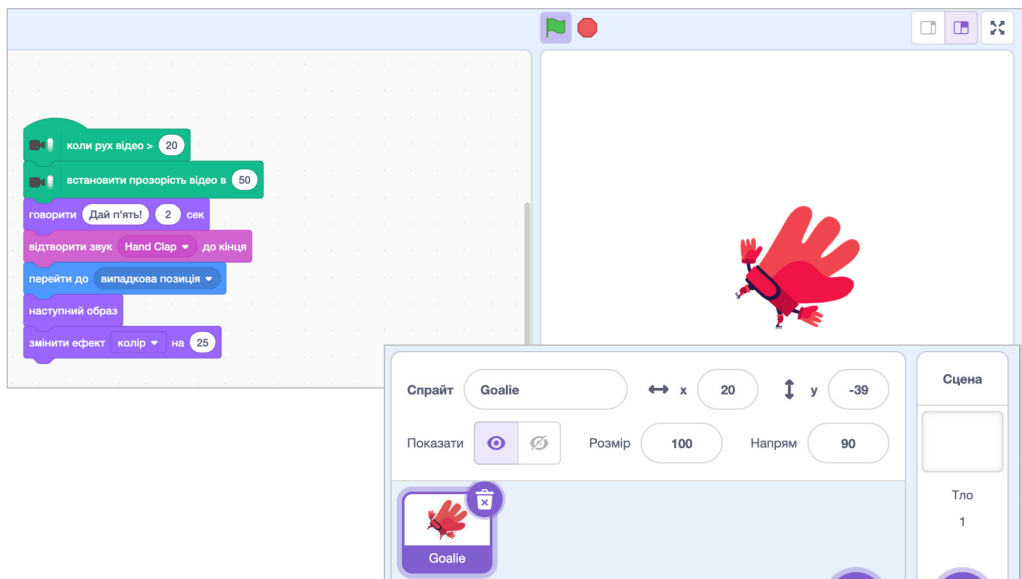 коли рух відео > 20
встановити прозорість відео в 50
говорити Дай п'ять! 2 сек
відтворити звук Hand Clap до кінця
перейти до випадкова позиція
наступний образ
змінити ефект колір на 25
Спрайт Goalie x 20 y -39
Показати Розмір 100 Напрям 90
Goalie
Сцена
Тло
1